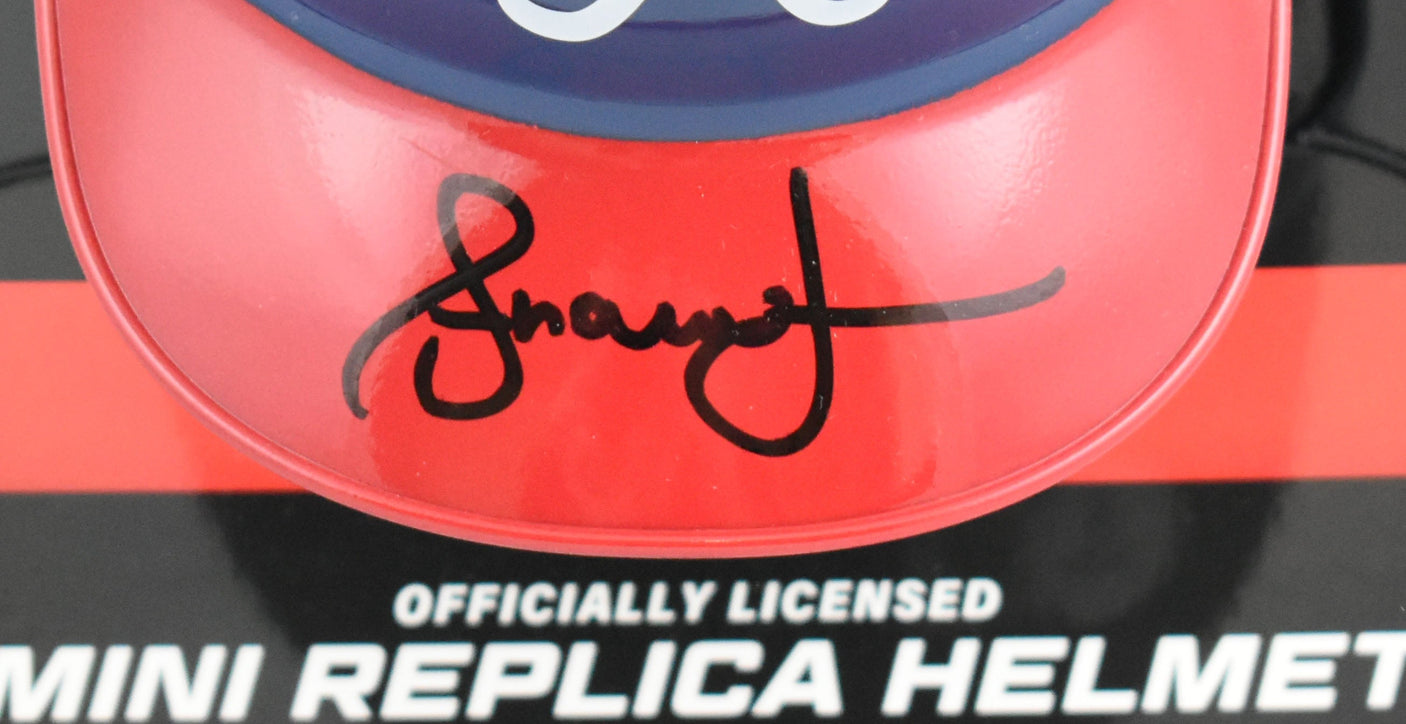 OFFICIALLY LICENSED
MINI REPLICA HELMET